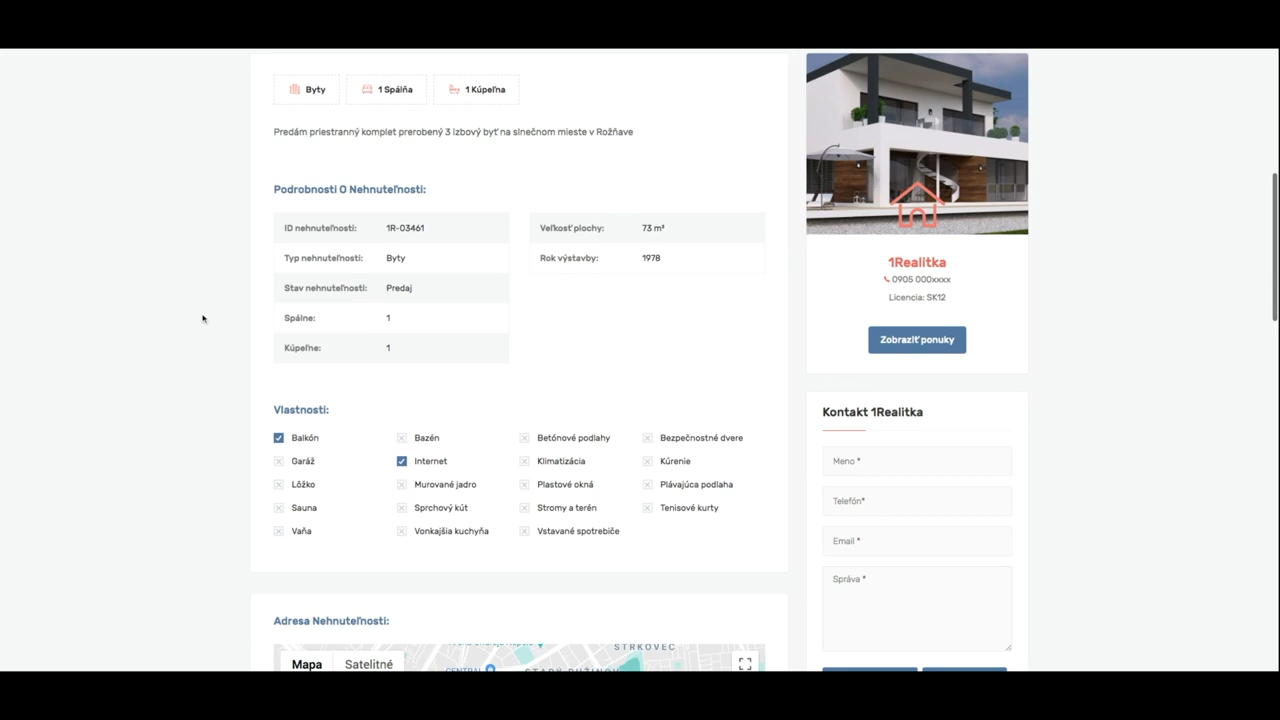 Byty
1 Spálňa
1 Kúpeľna
Predám priestranný komplet prerobený 3 izbový byť na slnečnom mieste v Rožňave
Podrobnosti O Nehnuteľnosti:
ID nehnuteľnosti: 1R-03461
Typ nehnuteľnosti: Byty
Stav nehnuteľnosti: Predaj
Spálne: 1
Kúpeľne: 1
Veľkosť plochy: 73 m²
Rok výstavby: 1978
Vlastnosti:
Balkón Bazén Betónové podlahy Bezpečnostné dvere
Garáž Internet Klimatizácia Kúrenie
Lôžko Murované jadro Plastové okná Plávajúca podlaha
Sauna Sprchový kút Stromy a terén Tenisové kurty
Vaňa Vonkajšia kuchyňa Vstavané spotrebiče
Adresa Nehnuteľnosti:
STRKOVEC
Mapa Satelitné
CENTRAL
1Realitka
0905 000xxxx
Licencia: SK12
Zobraziť ponuky
Kontakt 1Realitka
Meno *
Telefón*
Email *
Správa *